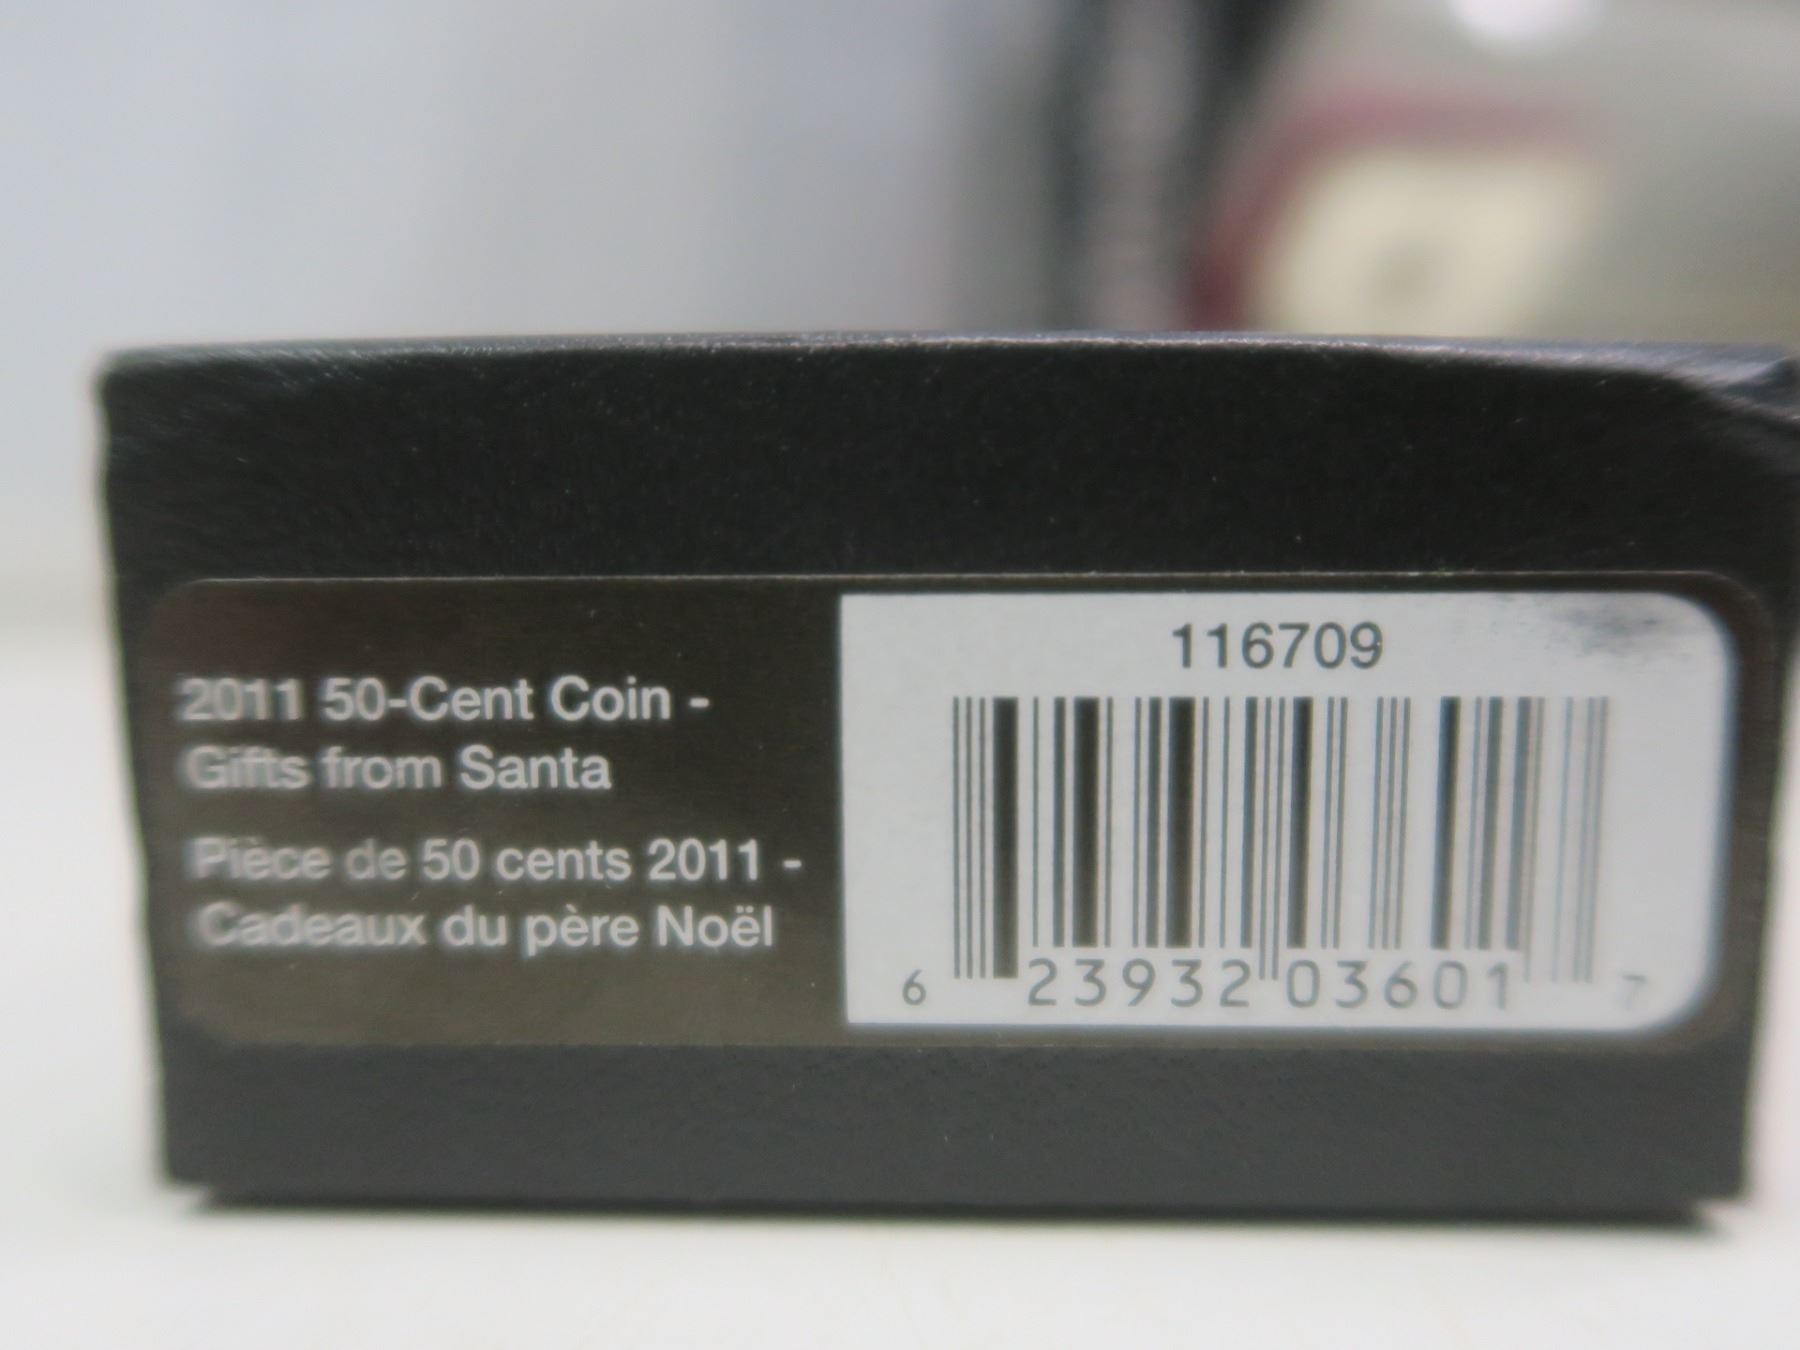 2011 50-Cent Coin -
Gifts from Santa
Pièce de 50 cents 2011 -
Cadeaux du père Noël
116709
6 23932 03601 7